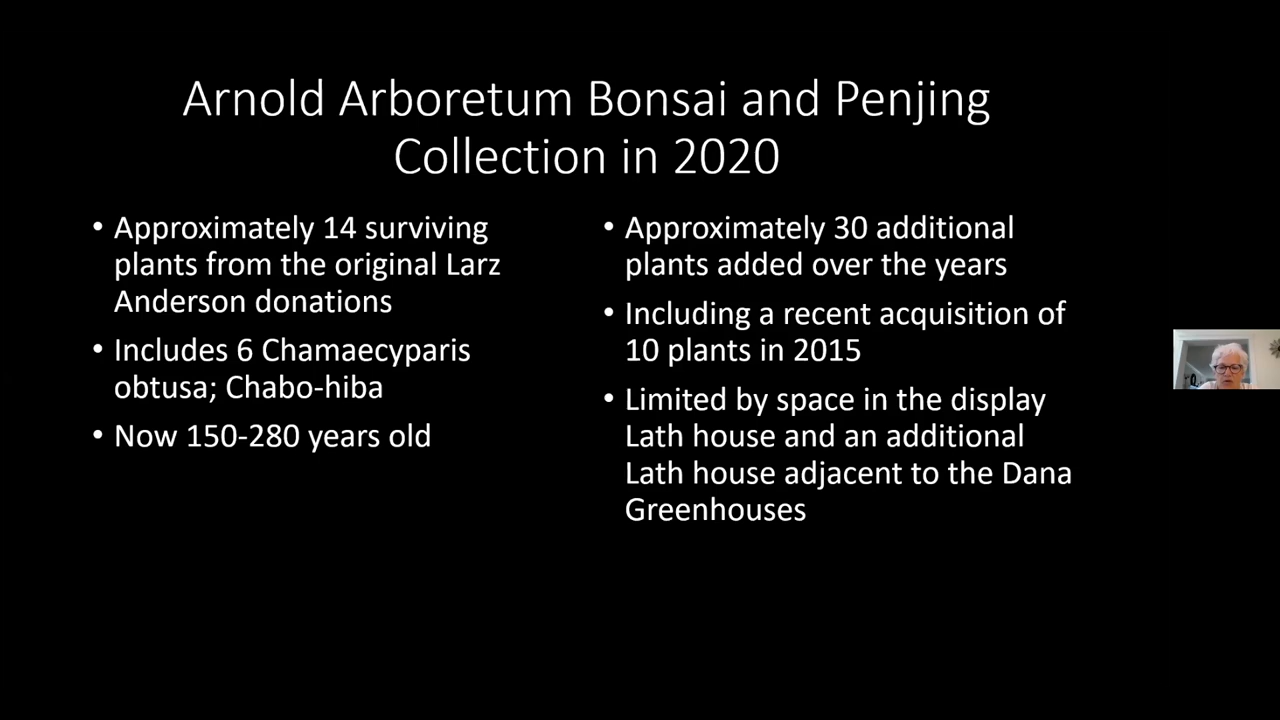 Arnold Arboretum Bonsai and Penjing
Collection in 2020
• Approximately 14 surviving
plants from the original Larz
Anderson donations
• Includes 6 Chamaecyparis
obtusa; Chabo-hiba
• Now 150-280 years old
• Approximately 30 additional
plants added over the years
• Including a recent acquisition of
10 plants in 2015
• Limited by space in the display
Lath house and an additional
Lath house adjacent to the Dana
Greenhouses